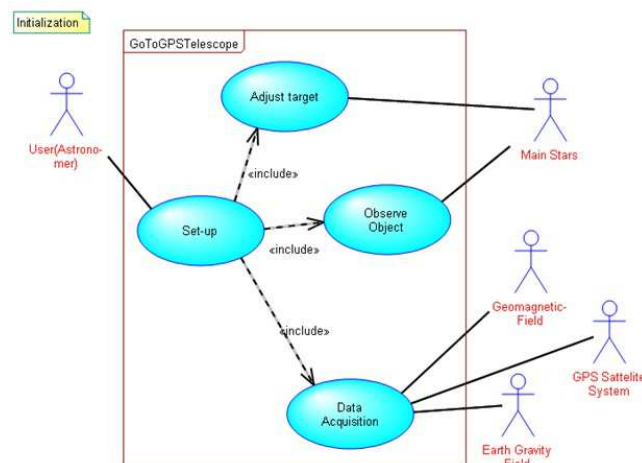 Initialization
GoToGPSTelescope
Adjust target
User(Astrono-
mer)
Main Stars
«include»
Set-up
Observe
Object
«include»
Geomagnetic-
Field
«include»
GPS Sattelite
System
Data
Acquisition
Earth Gravity
Field